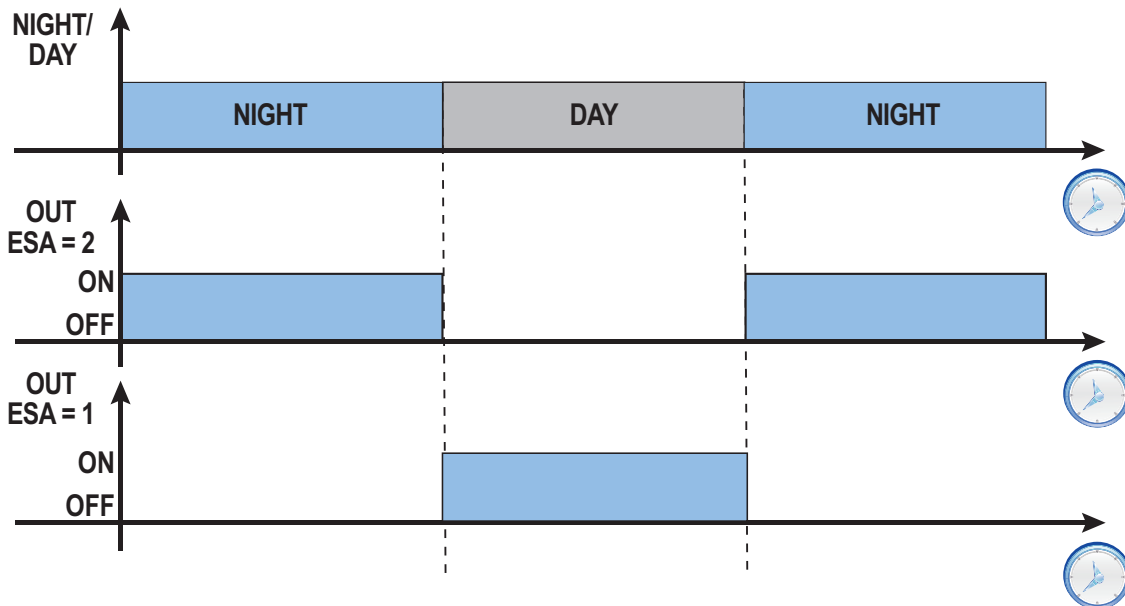 NIGHT/
DAY
NIGHT
DAY
NIGHT
OUT
ESA = 2
ON
OFF
OUT
ESA = 1
ON
OFF